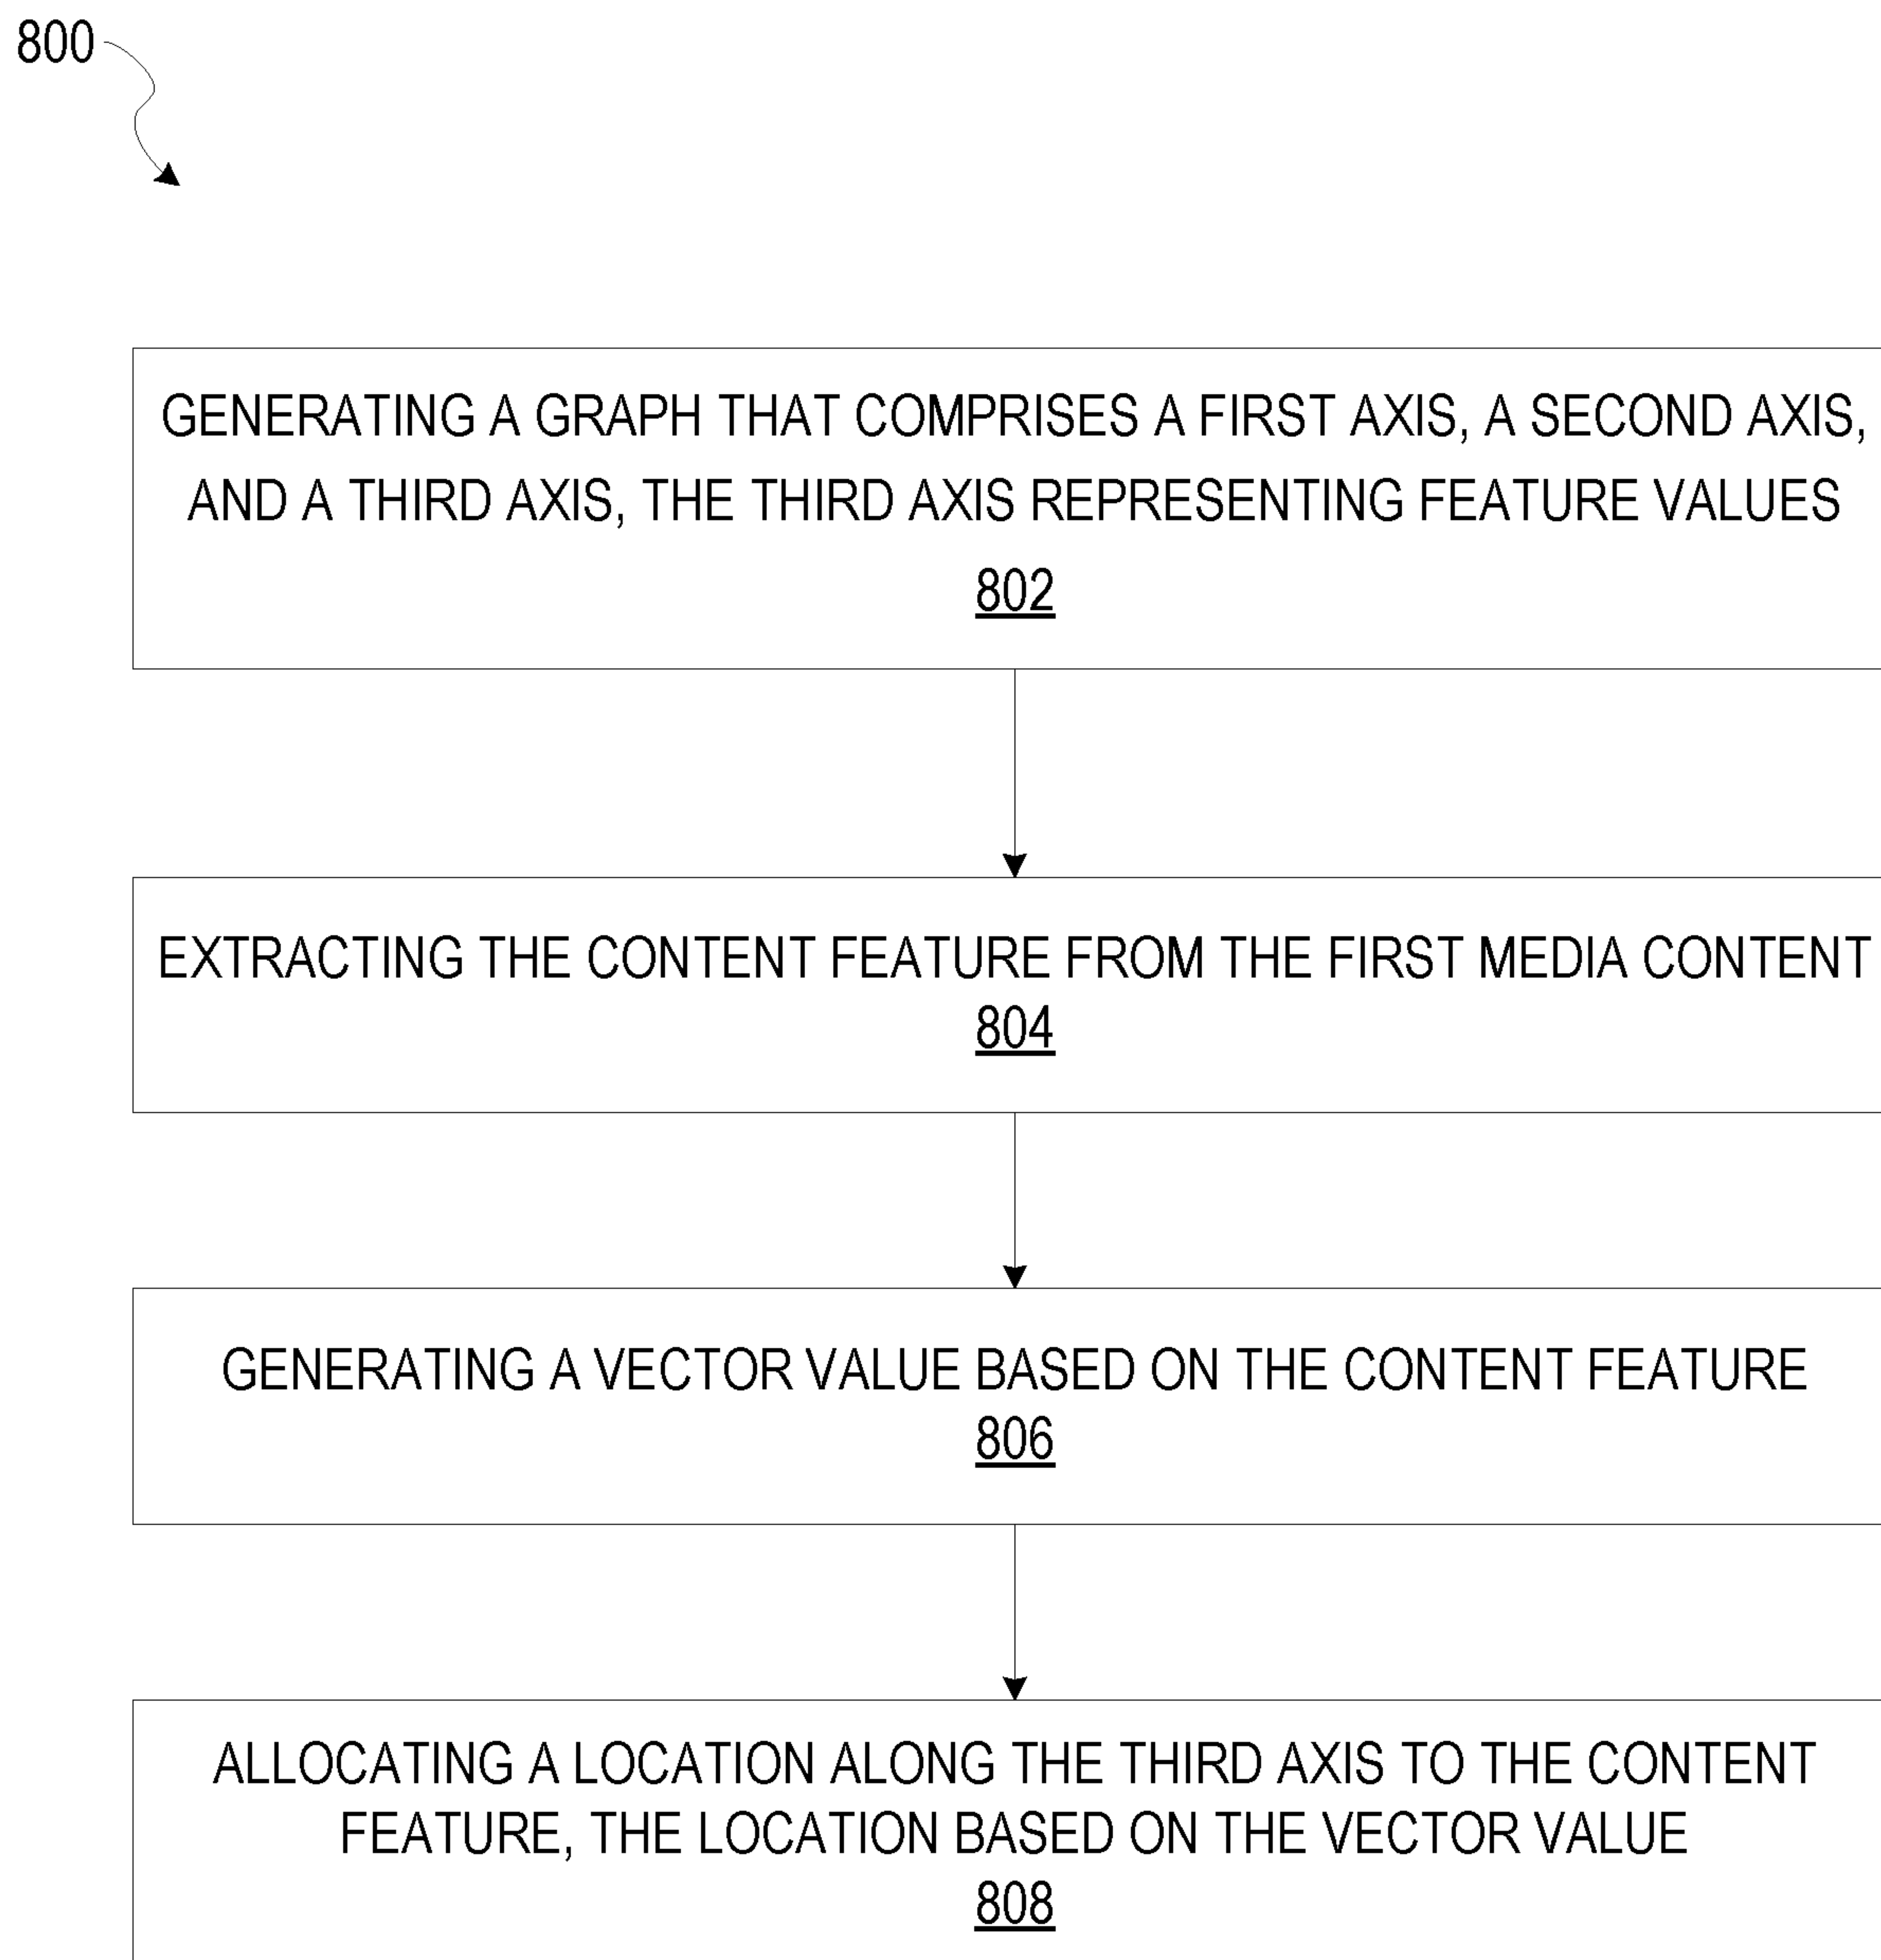 800
GENERATING A GRAPH THAT COMPRISES A FIRST AXIS, A SECOND AXIS,
AND A THIRD AXIS, THE THIRD AXIS REPRESENTING FEATURE VALUES
802
EXTRACTING THE CONTENT FEATURE FROM THE FIRST MEDIA CONTENT
804
GENERATING A VECTOR VALUE BASED ON THE CONTENT FEATURE
806
ALLOCATING A LOCATION ALONG THE THIRD AXIS TO THE CONTENT
FEATURE, THE LOCATION BASED ON THE VECTOR VALUE
808